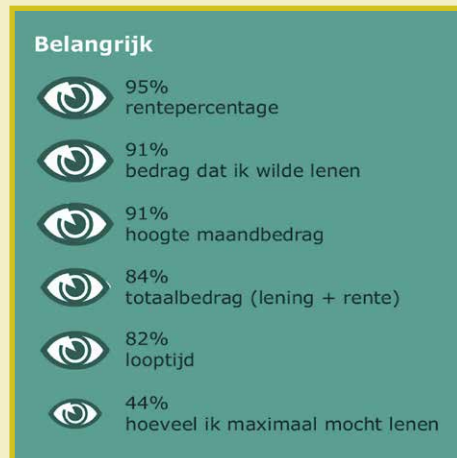 Belangrijk
95%
rentepercentage
91%
bedrag dat ik wilde lenen
91%
hoogte maandbedrag
84%
totaalbedrag (lening + rente)
82%
looptijd
44%
hoeveel ik maximaal mocht lenen